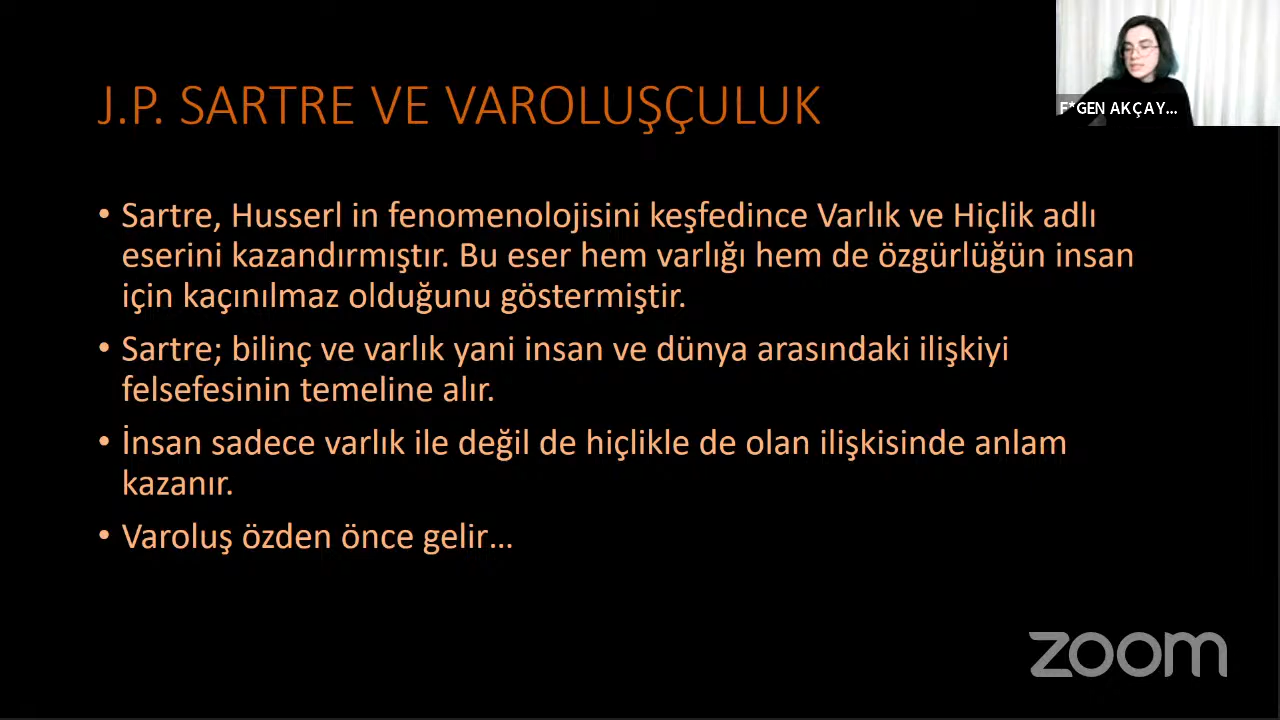 J.P. SARTRE VE VAROLUŞÇULUK
F*GEN AKÇAY...
• Sartre, Husserl in fenomenolojisini keşfedince Varlık ve Hiçlik adlı
eserini kazandırmıştır. Bu eser hem varlığı hem de özgürlüğün insan
için kaçınılmaz olduğunu göstermiştir.
• Sartre; bilinç ve varlık yani insan ve dünya arasındaki ilişkiyi
felsefesinin temeline alır.
• İnsan sadece varlık ile değil de hiçlikle de olan ilişkisinde anlam
kazanır.
• Varoluş özden önce gelir...
zoom